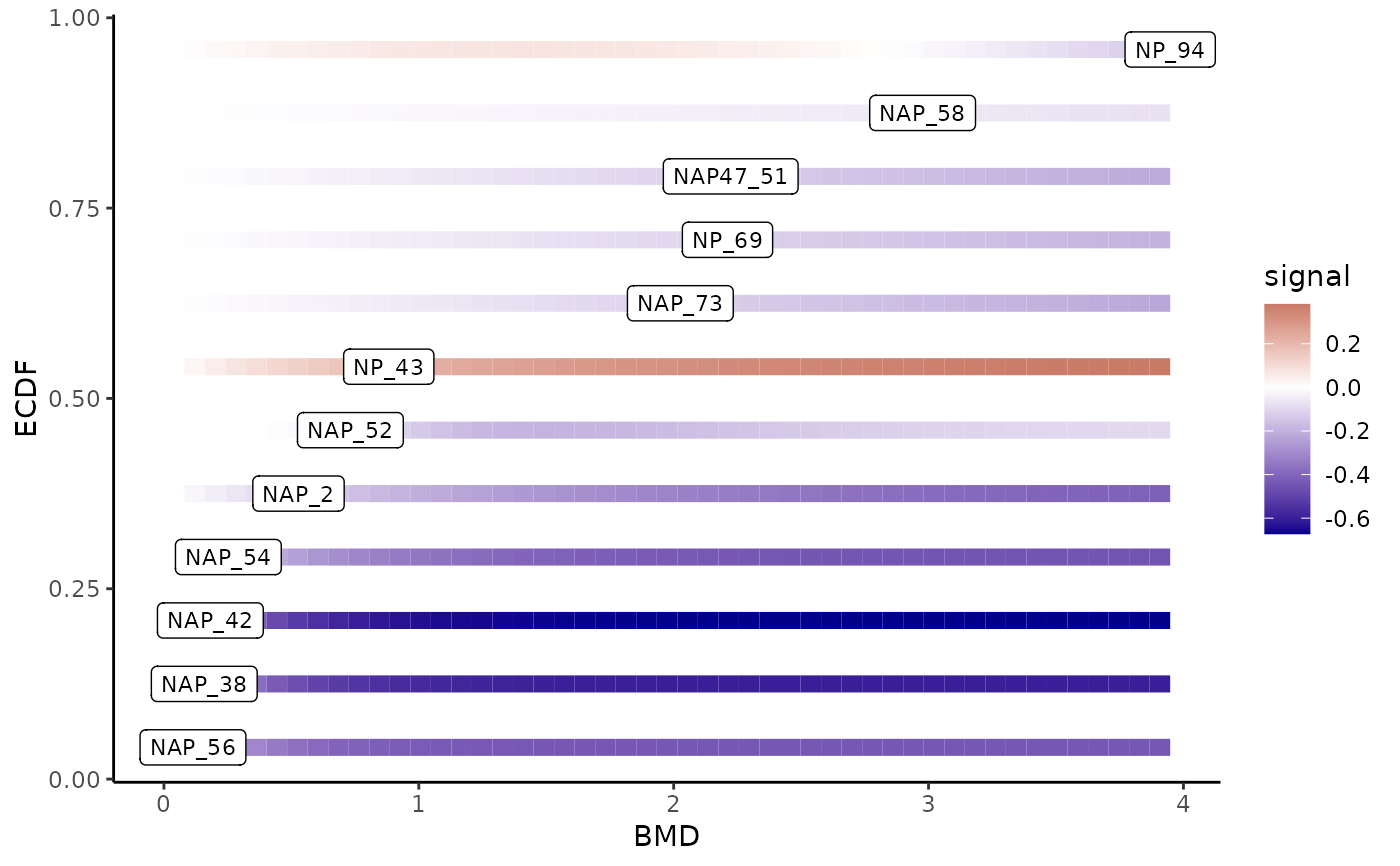 1.00
NP_94
NAP_58
NAP47_51
0.75
NP_69
NAP_73
NP_43
0.50
NAP_52
NAP_2
NAP_54
0.25
NAP_42
NAP_38
NAP_56
0.00
0 1 2 3 4
BMD
ECDF
signal
0.2
0.0
-0.2
-0.4
-0.6